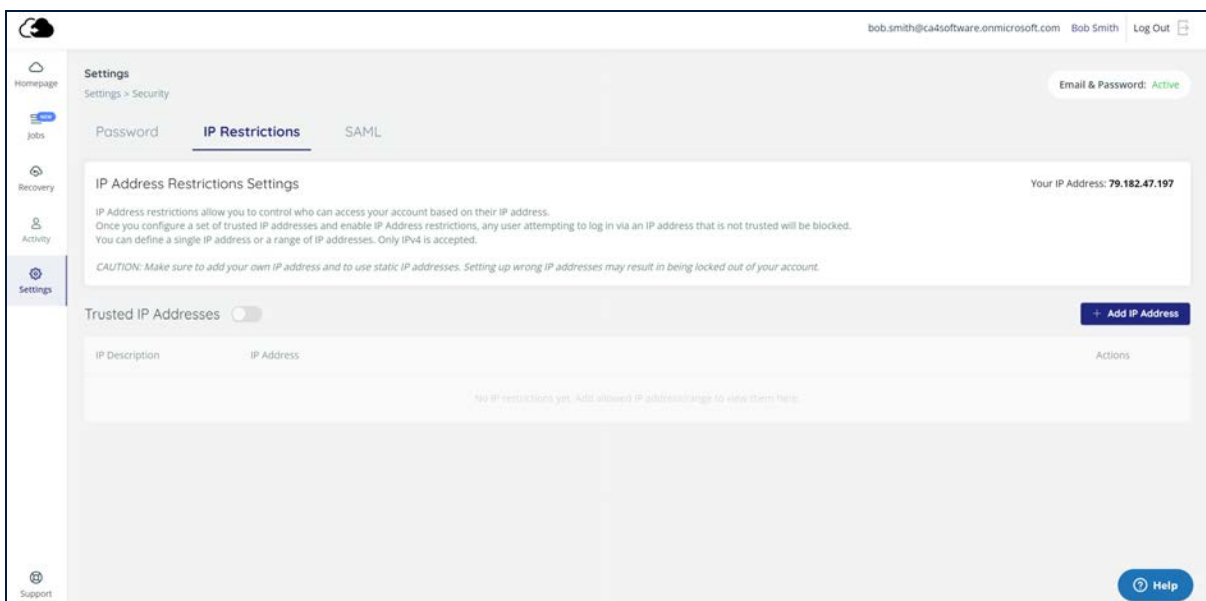 bob.smith@ca4software.onmicrosoft.com Bob Smith Log Out
Homepage
NEW
Jobs
Recovery
Activity
Settings
Support
Settings
Settings > Security
Email & Password: Active
Password IP Restrictions SAML
IP Address Restrictions Settings
Your IP Address: 79.182.47.197
IP Address restrictions allow you to control who can access your account based on their IP address.
Once you configure a set of trusted IP addresses and enable IP Address restrictions, any user attempting to log in via an IP address that is not trusted will be blocked.
You can define a single IP address or a range of IP addresses. Only IPv4 is accepted.
CAUTION: Make sure to add your own IP address and to use static IP addresses. Setting up wrong IP addresses may result in being locked out of your account.
Trusted IP Addresses
+ Add IP Address
IP Description IP Address Actions
No IP restrictions yet. Add allowed IP address/range to view them here.
Help